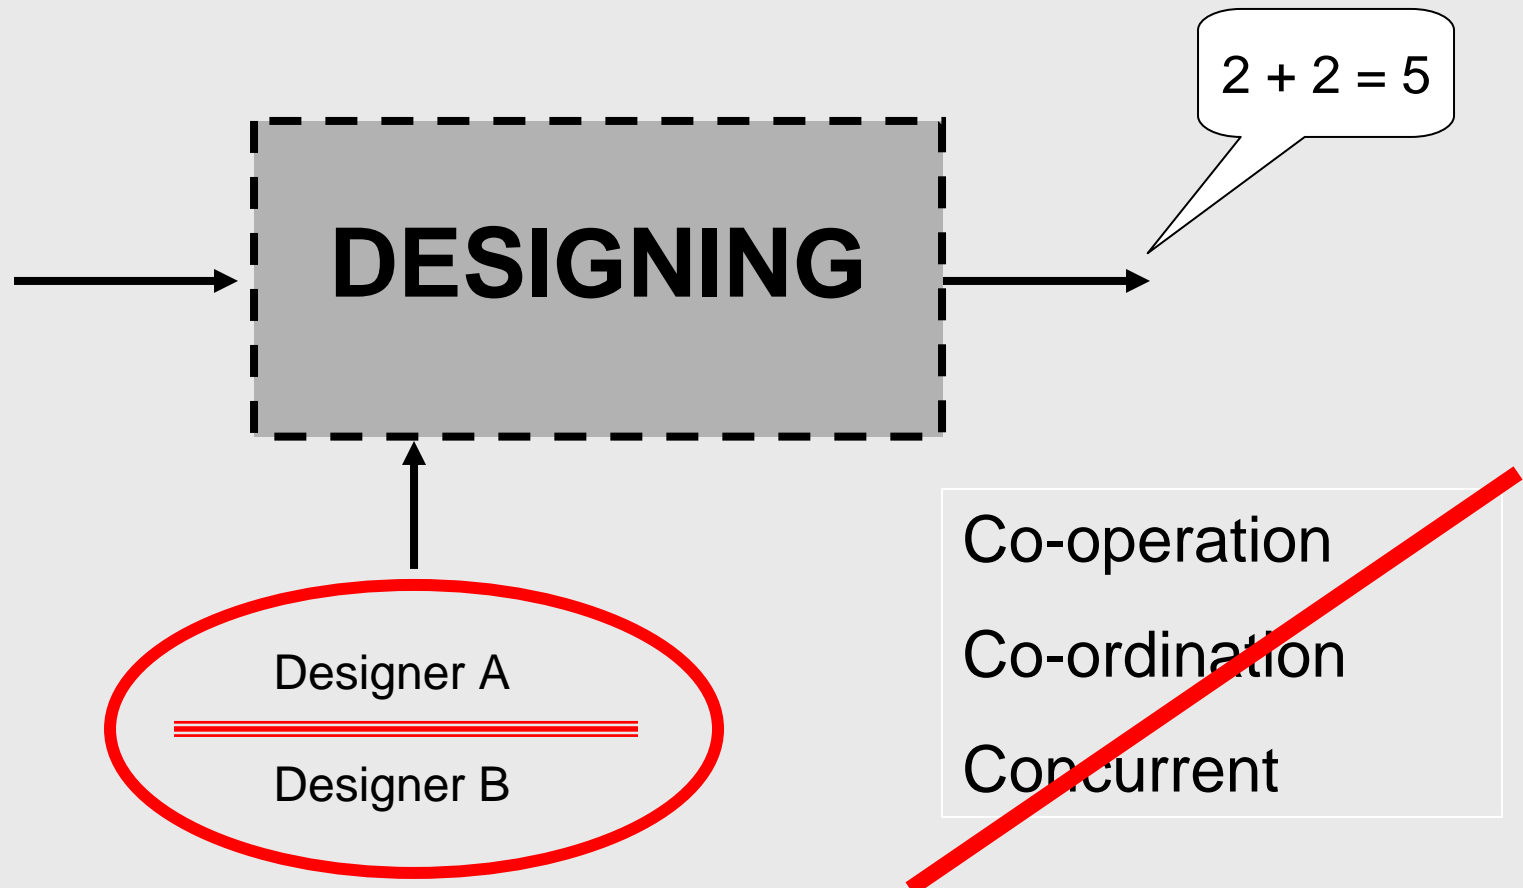 2 + 2 = 5
DESIGNING
Designer A
Designer B
Co-operation
Co-ordination
Concurrent